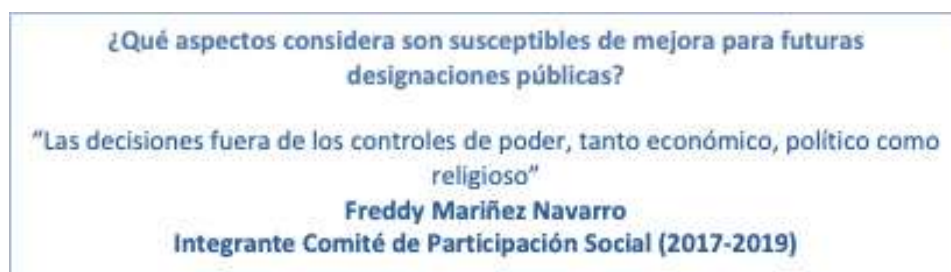 ¿Qué aspectos considera son susceptibles de mejora para futuras
designaciones públicas?
"Las decisiones fuera de los controles de poder, tanto económico, político como
religioso"
Freddy Mariñez Navarro
Integrante Comité de Participación Social (2017-2019)